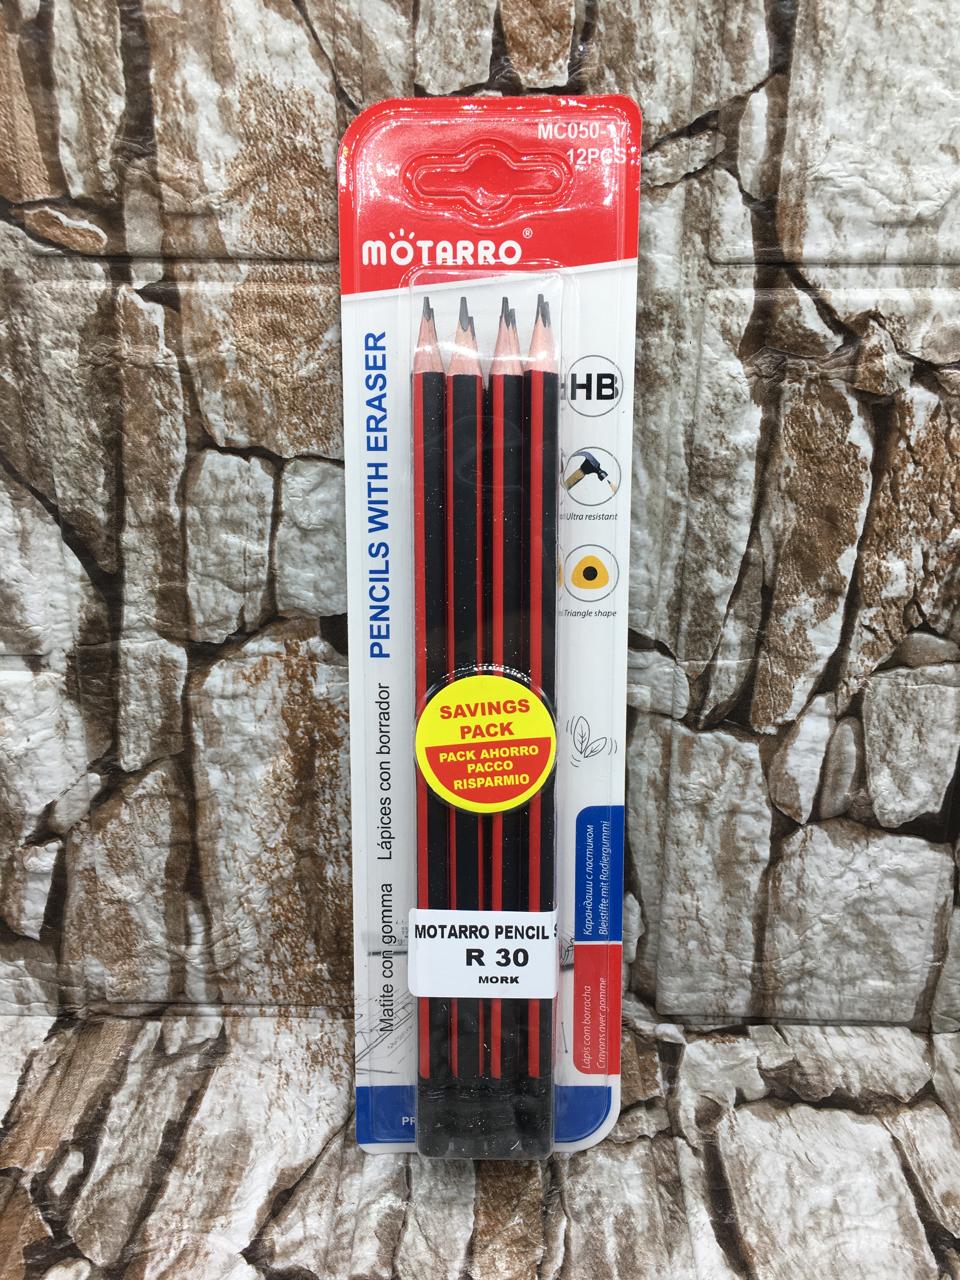 MC050-17
12PCS
MOTARRO®
PENCILS WITH ERASER
Lápices con borrador
Matite con gomma
HB
Ultra resistant
Triangle shape
SAVINGS
PACK
PACK AHORRO
PACCO
RISPARMIO
Карандаши с ластиком
Bleistifte mit Radiergummi
Lápis com borracha
Crayons avec gomme
MOTARRO PENCIL
R 30
MORK